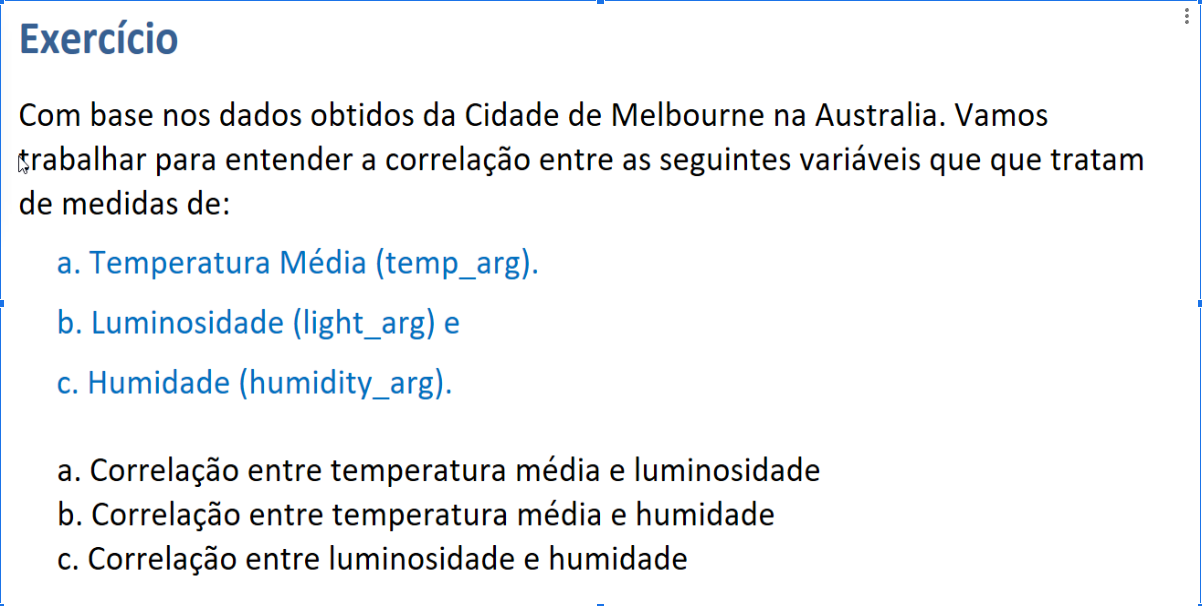 Exercício
Com base nos dados obtidos da Cidade de Melbourne na Australia. Vamos
trabalhar para entender a correlação entre as seguintes variáveis que que tratam
de medidas de:
a. Temperatura Média (temp_arg).
b. Luminosidade (light_arg) e
c. Humidade (humidity_arg).
a. Correlação entre temperatura média e luminosidade
b. Correlação entre temperatura média e humidade
c. Correlação entre luminosidade e humidade